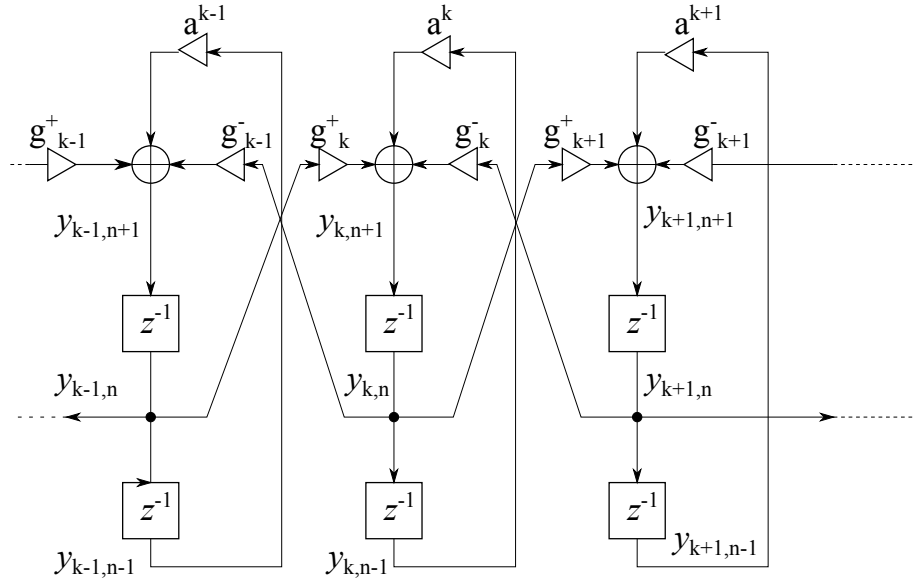 a^{k-1} a^{k} a^{k+1}
g^{+}_{k-1} g^{-}_{k-1} g^{+}_{k} g^{-}_{k} g^{+}_{k+1} g^{-}_{k+1}
y_{k-1,n+1} y_{k,n+1} y_{k+1,n+1}
z^{-1} z^{-1} z^{-1}
y_{k-1,n} y_{k,n} y_{k+1,n}
z^{-1} z^{-1} z^{-1}
y_{k-1,n-1} y_{k,n-1} y_{k+1,n-1}